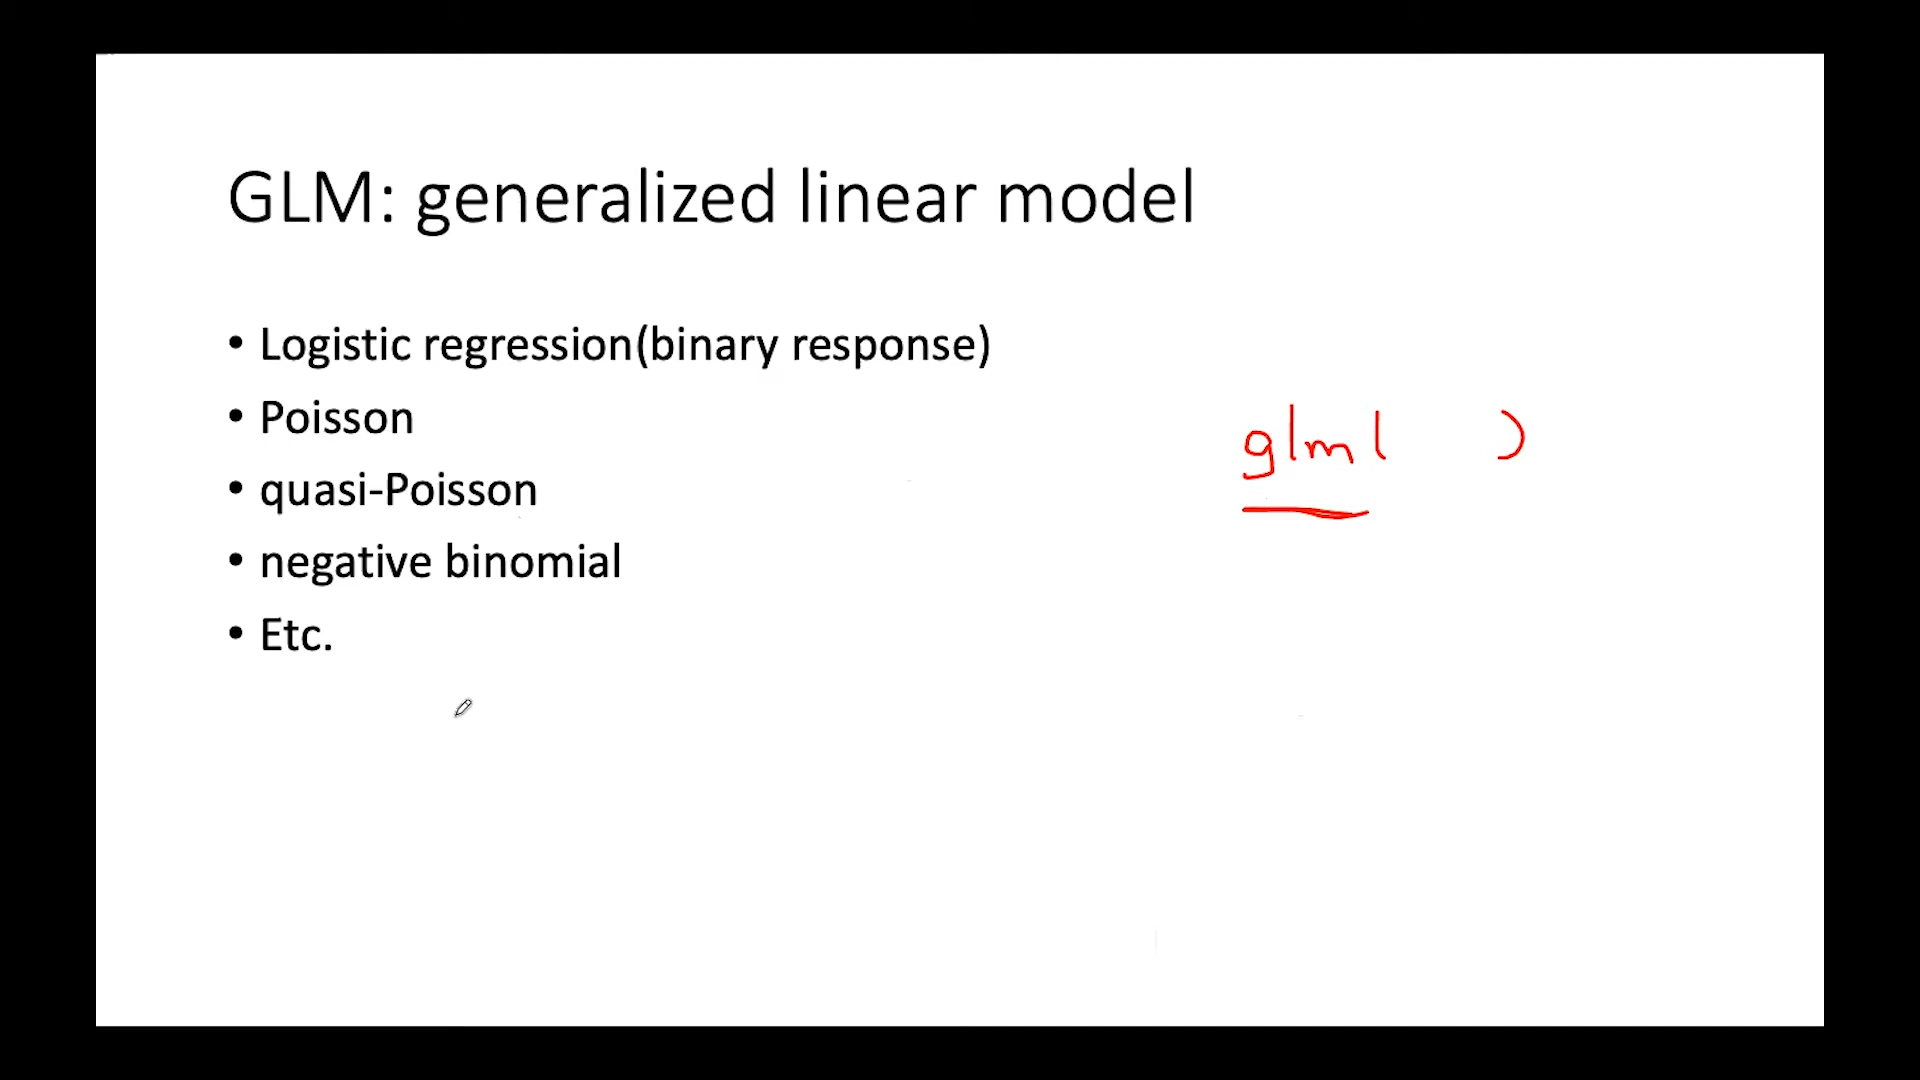 GLM: generalized linear model
• Logistic regression(binary response)
• Poisson
• quasi-Poisson
• negative binomial
• Etc.
glm( )